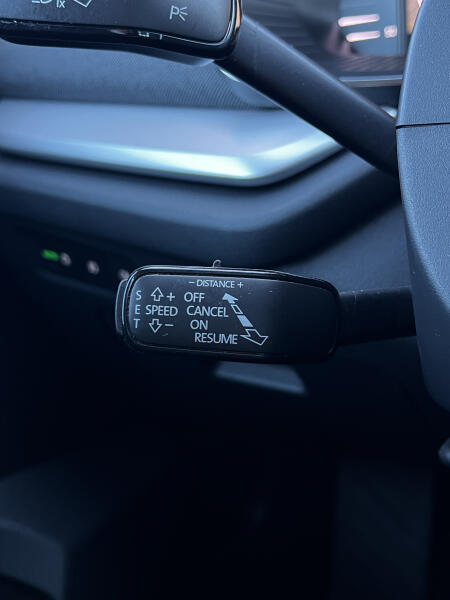 - DISTANCE +
S + OFF
E SPEED CANCEL
T - ON
RESUME